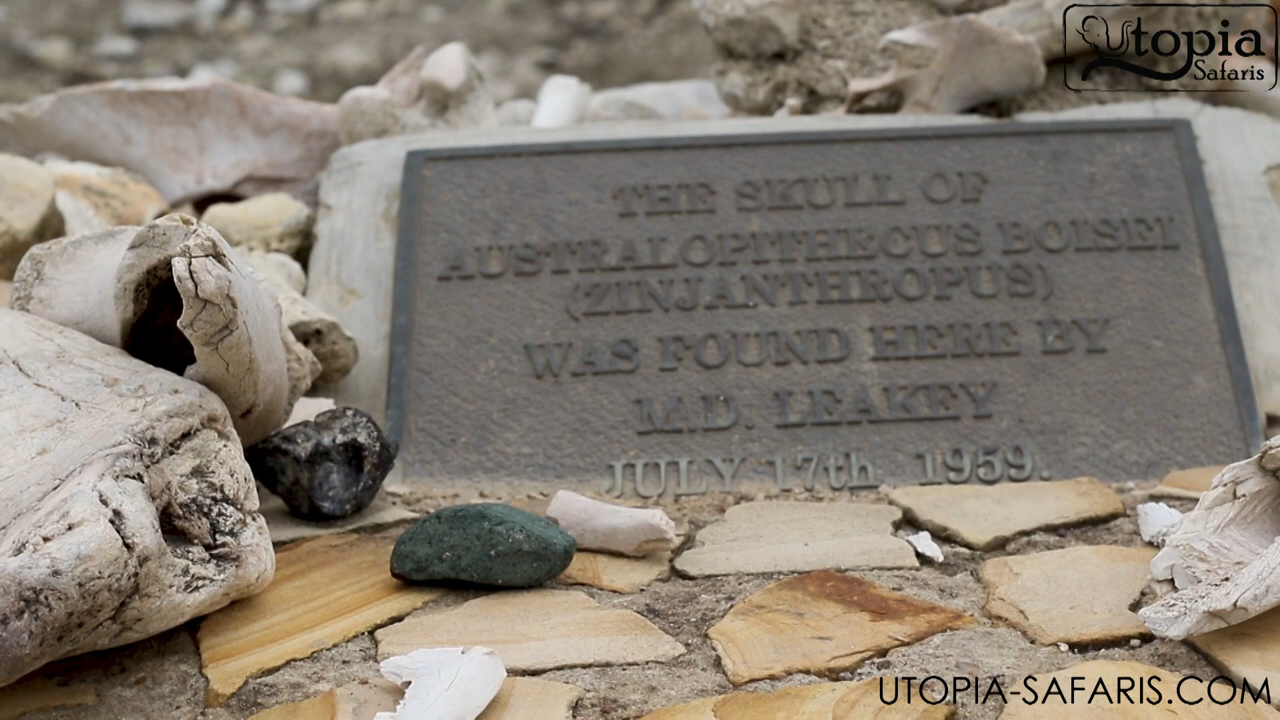 Utopia
Safaris
THE SKULL OF
AUSTRALOPITHECUS BOISEI
(ZINJANTHROPUS)
WAS FOUND HERE BY
M.D. LEAKEY
JULY 17th 1959.
UTOPIA-SAFARIS.COM